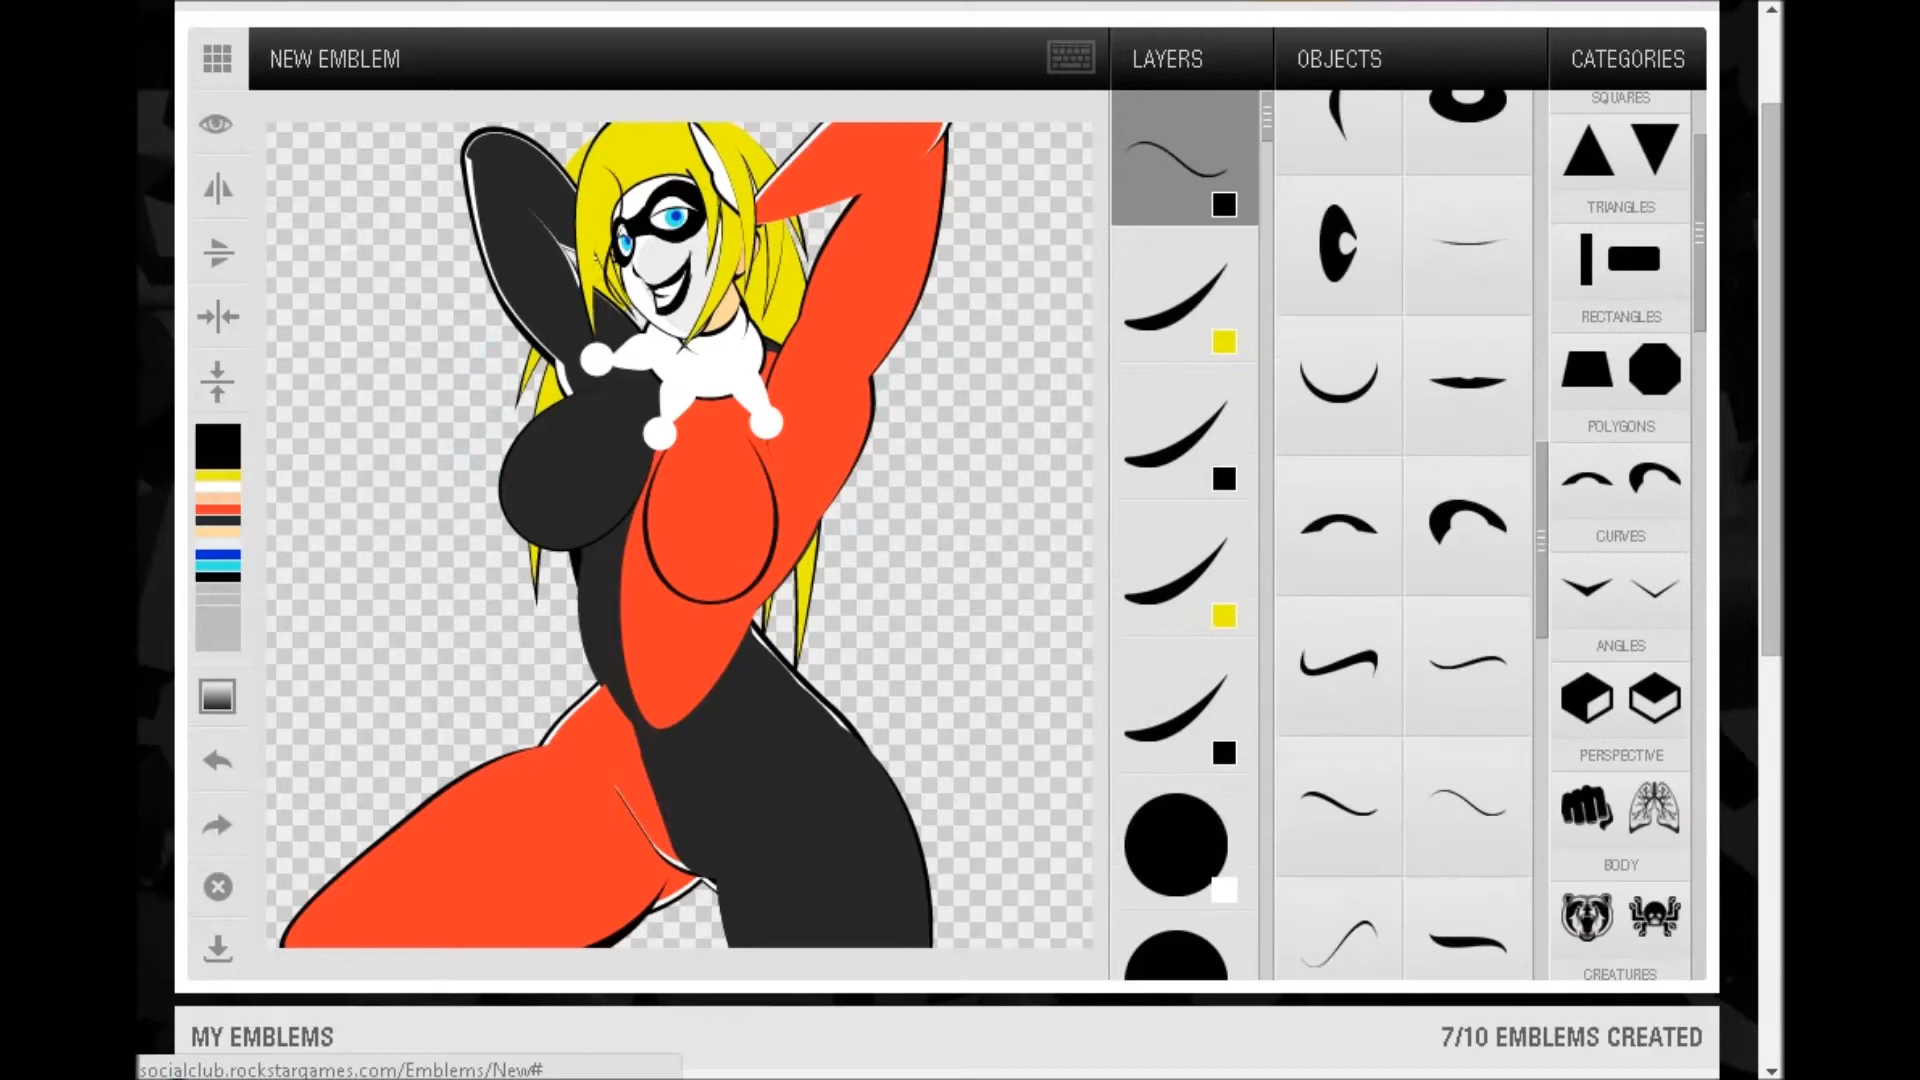 NEW EMBLEM
LAYERS
OBJECTS
CATEGORIES
SQUARES
TRIANGLES
RECTANGLES
POLYGONS
CURVES
ANGLES
PERSPECTIVE
BODY
CREATURES
MY EMBLEMS
7/10 EMBLEMS CREATED
socialclub.rockstargames.com/Emblems/New#